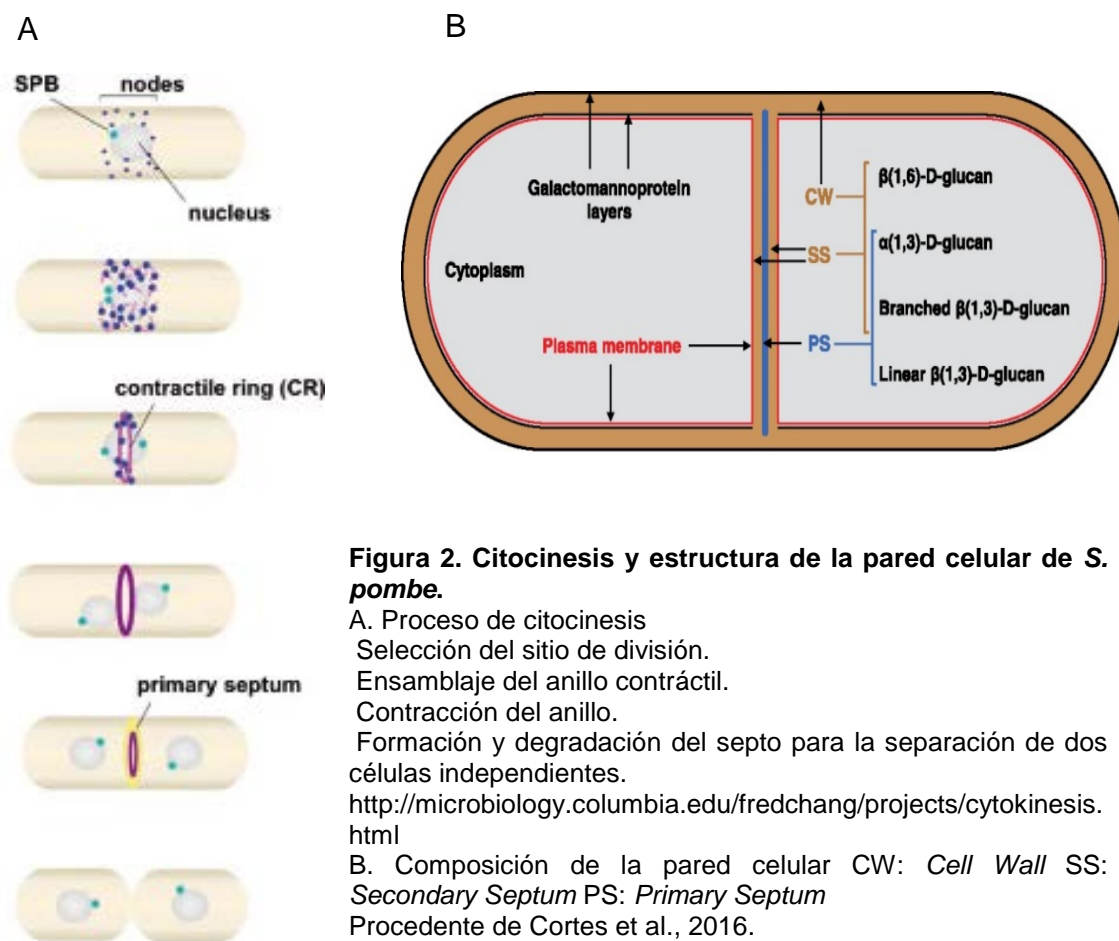 A
SPB
nodes
nucleus
contractile ring (CR)
primary septum
B
Galactomannoprotein
layers
Cytoplasm
Plasma membrane
CW
SS
PS
β(1,6)-D-glucan
α(1,3)-D-glucan
Branched β(1,3)-D-glucan
Linear β(1,3)-D-glucan
Figura 2. Citocinesis y estructura de la pared celular de S.
pombe.
A. Proceso de citocinesis
Selección del sitio de división.
Ensamblaje del anillo contráctil.
Contracción del anillo.
Formación y degradación del septo para la separación de dos
células independientes.
http://microbiology.columbia.edu/fredchang/projects/cytokinesis.
html
B. Composición de la pared celular CW: Cell Wall SS:
Secondary Septum PS: Primary Septum
Procedente de Cortes et al., 2016.